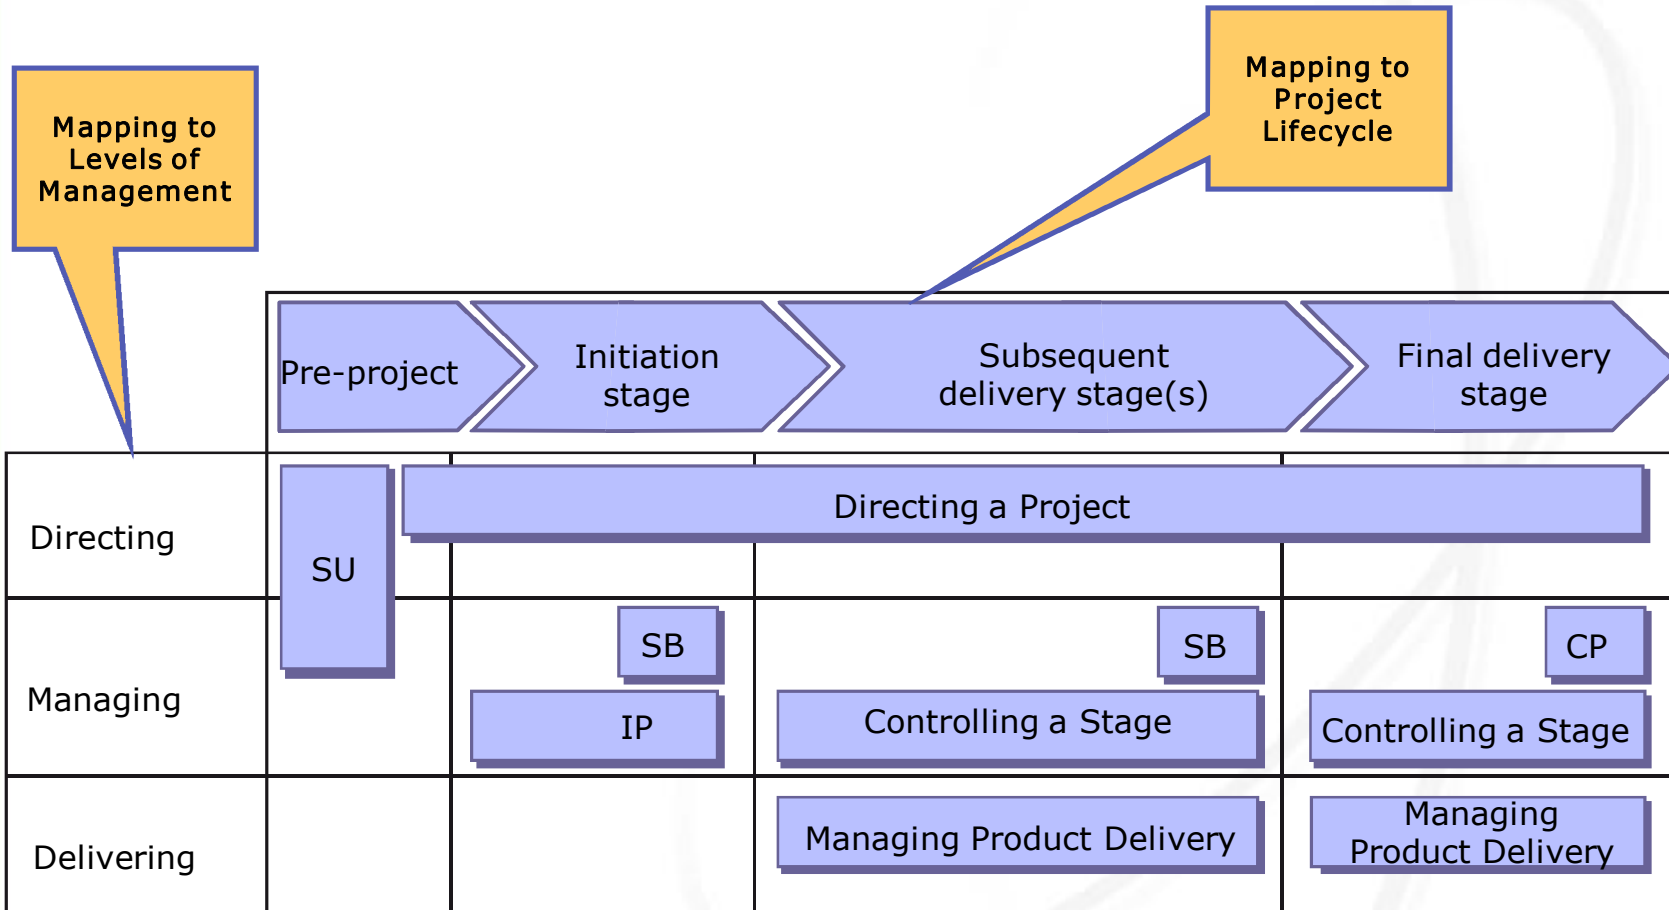 Mapping to
Levels of
Management
Mapping to
Project
Lifecycle
Pre-project
Initiation
stage
Subsequent
delivery stage(s)
Final delivery
stage
Directing
SU
Directing a Project
Managing
SB
SB
CP
IP
Controlling a Stage
Controlling a Stage
Delivering
Managing Product Delivery
Managing
Product Delivery